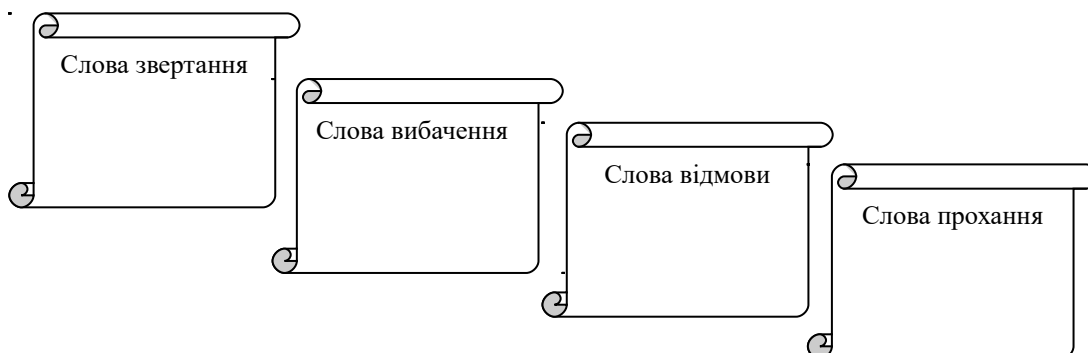 Слова звертання
Слова вибачення
Слова відмови
Слова прохання